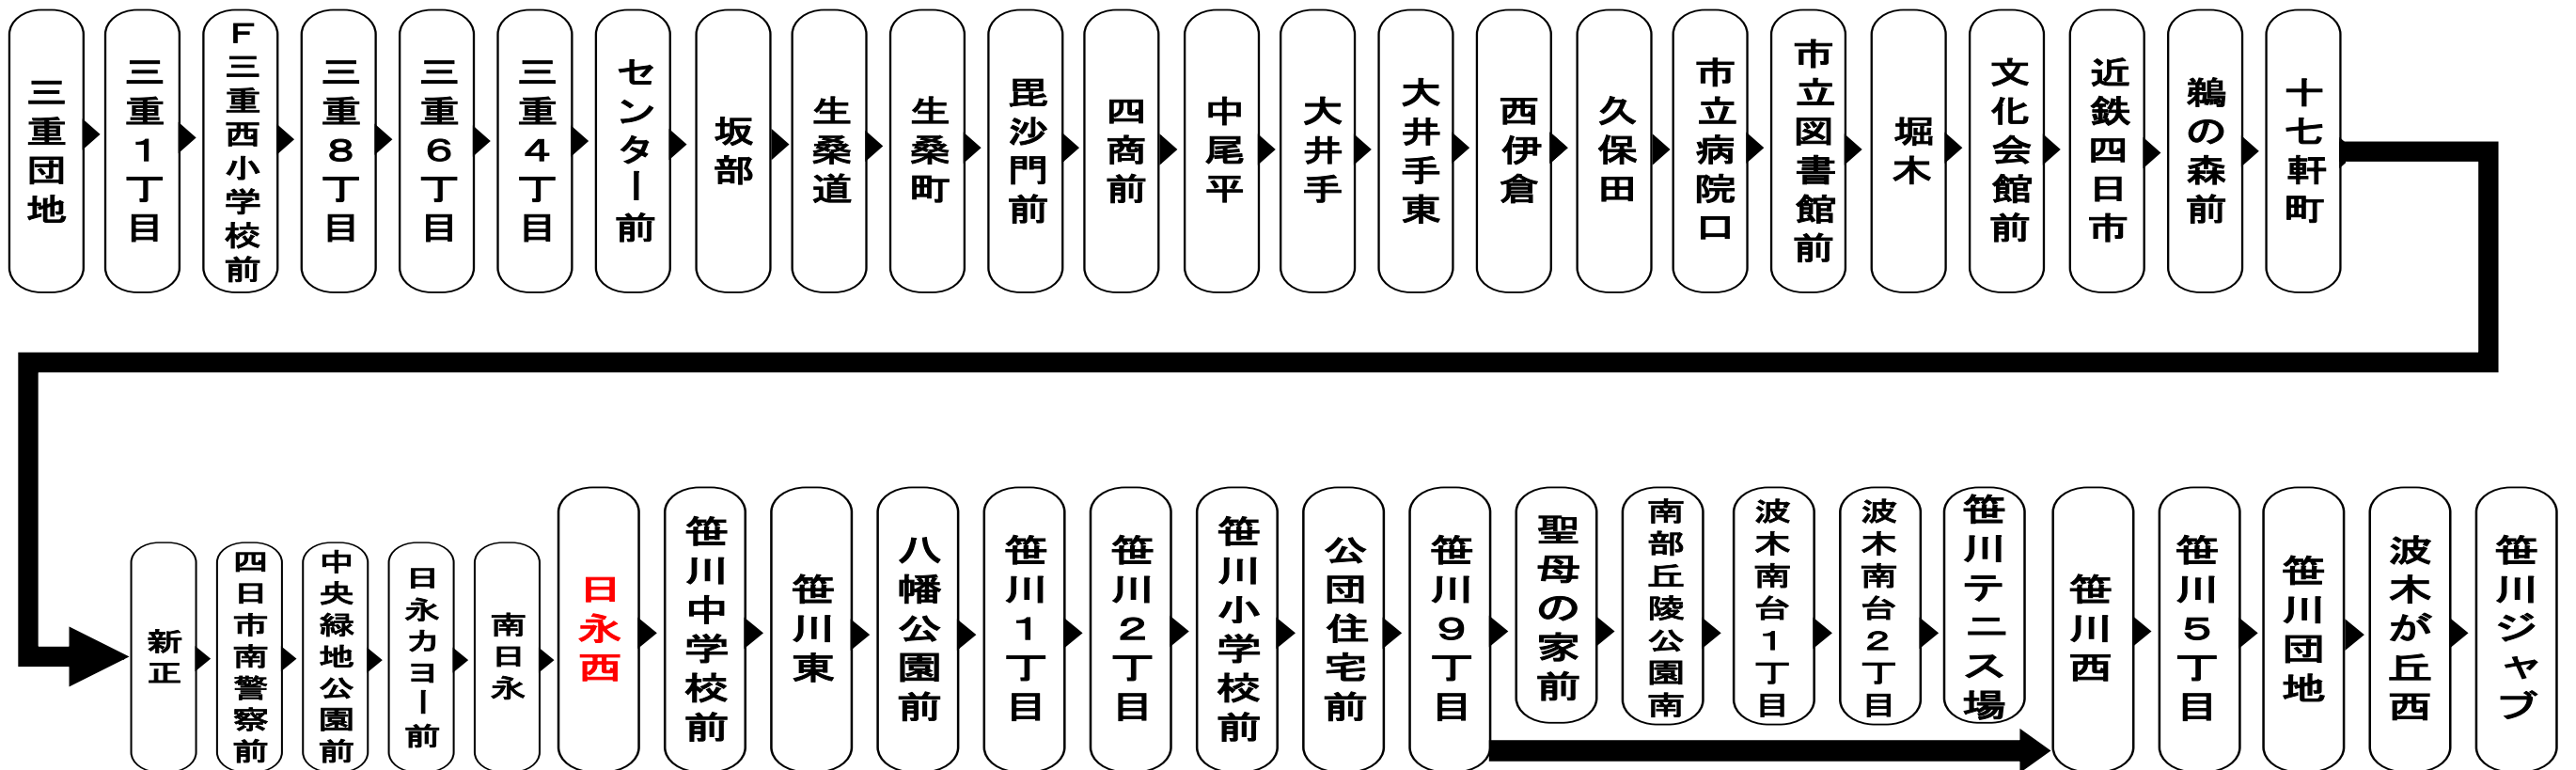 三重団地
三重1丁目
F三重西小学校前
三重8丁目
三重6丁目
三重4丁目
センター前
坂部
生桑道
生桑町
毘沙門前
四商前
中尾平
大井手
大井手東
西伊倉
久保田
市立病院口
市立図書館前
堀木
文化会館前
近鉄四日市
鵜の森前
十七軒町
新正
四日市南警察前
中央緑地公園前
日永カヨー前
南日永
日永西
笹川中学校前
笹川東
八幡公園前
笹川1丁目
笹川2丁目
笹川小学校前
公団住宅前
笹川9丁目
聖母の家前
南部丘陵公園南
波木南台1丁目
波木南台2丁目
笹川テニス場
笹川西
笹川5丁目
笹川団地
波木が丘西
笹川ジャブ